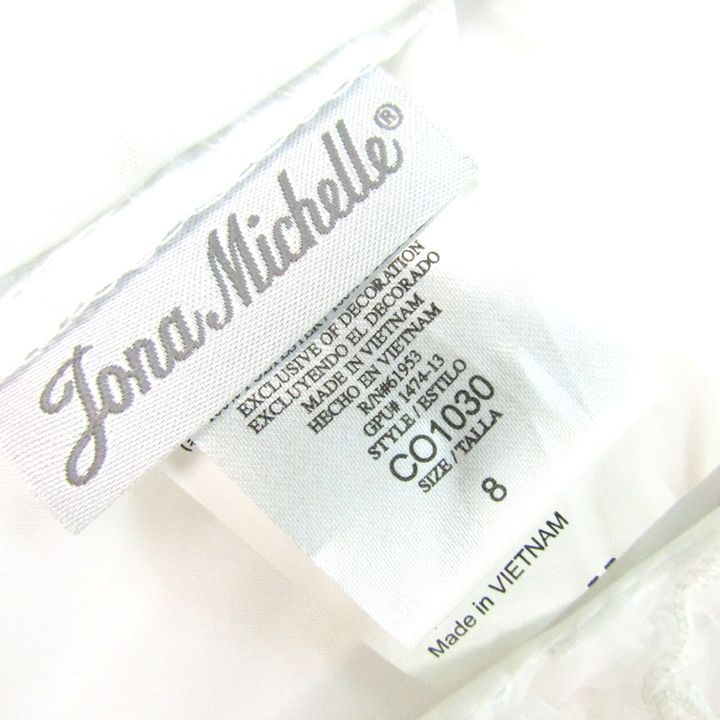 Jona Michelle®
EXCLUSIVE OF DECORATION
EXCLUYENDO EL DECORADO
MADE IN VIETNAM
HECHO EN VIETNAM
R/N#61953
GPU# 1474-13
STYLE / ESTILO
CO1030
SIZE / TALLA
8
Made in VIETNAM